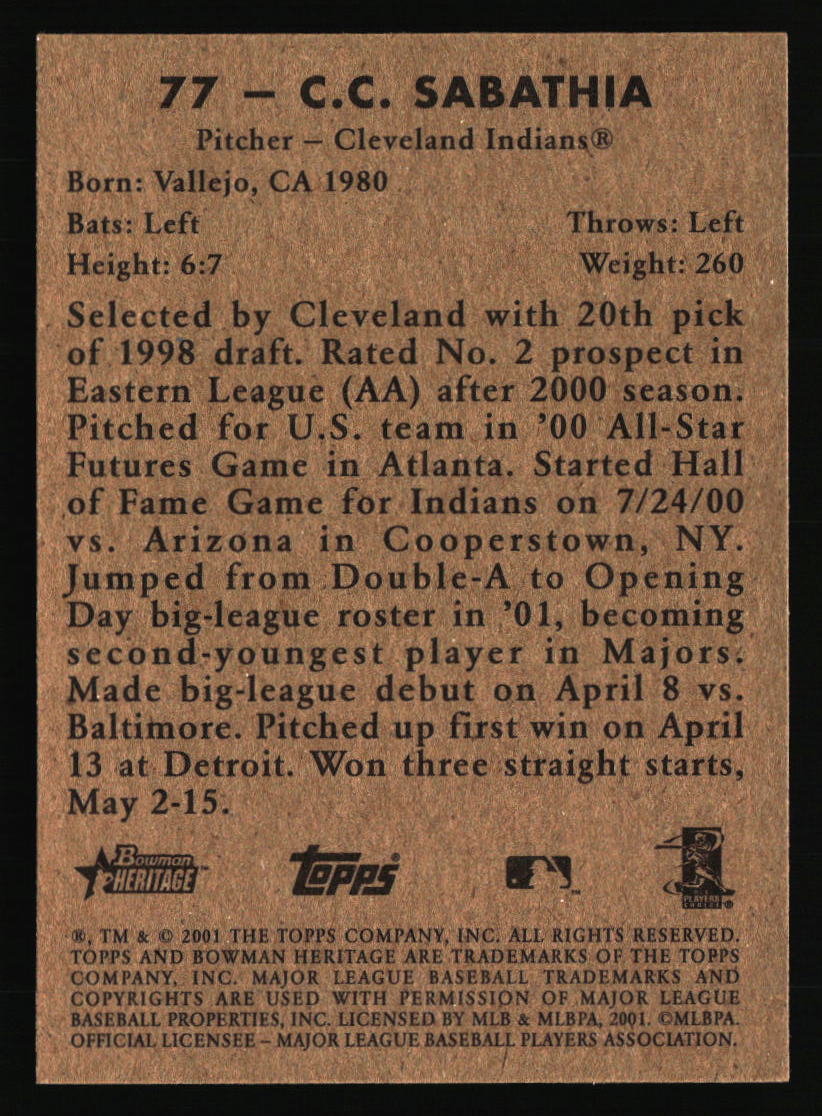 77 – C.C. SABATHIA
Pitcher – Cleveland Indians®
Born: Vallejo, CA 1980
Bats: Left Throws: Left
Height: 6:7 Weight: 260
Selected by Cleveland with 20th pick
of 1998 draft. Rated No. 2 prospect in
Eastern League (AA) after 2000 season.
Pitched for U.S. team in ’00 All-Star
Futures Game in Atlanta. Started Hall
of Fame Game for Indians on 7/24/00
vs. Arizona in Cooperstown, NY.
Jumped from Double-A to Opening
Day big-league roster in ’01, becoming
second-youngest player in Majors.
Made big-league debut on April 8 vs.
Baltimore. Pitched up first win on April
13 at Detroit. Won three straight starts,
May 2-15.
Bowman HERITAGE™ Topps® ™ PLAYERS CHOICE®
®, TM & © 2001 THE TOPPS COMPANY, INC. ALL RIGHTS RESERVED.
TOPPS AND BOWMAN HERITAGE ARE TRADEMARKS OF THE TOPPS
COMPANY, INC. MAJOR LEAGUE BASEBALL TRADEMARKS AND
COPYRIGHTS ARE USED WITH PERMISSION OF MAJOR LEAGUE
BASEBALL PROPERTIES, INC. LICENSED BY MLB & MLBPA, 2001. ©MLBPA.
OFFICIAL LICENSEE – MAJOR LEAGUE BASEBALL PLAYERS ASSOCIATION.